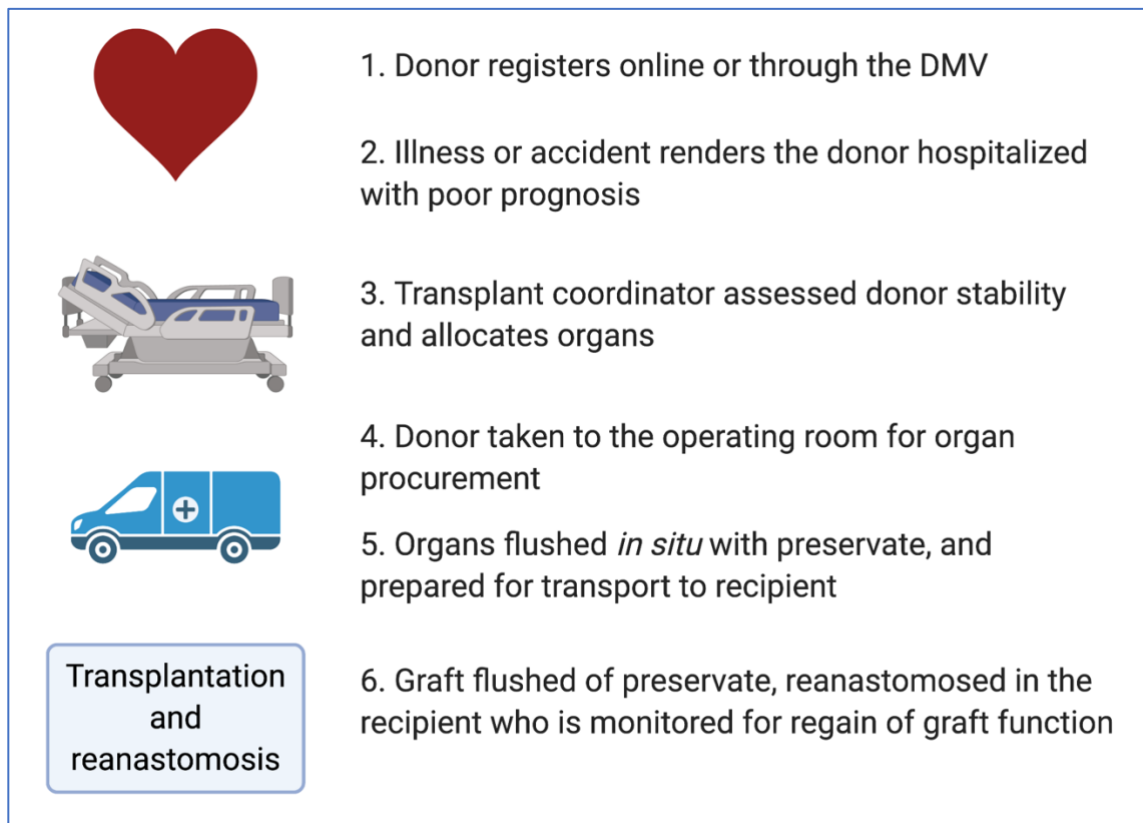 1. Donor registers online or through the DMV
2. Illness or accident renders the donor hospitalized
with poor prognosis
3. Transplant coordinator assessed donor stability
and allocates organs
4. Donor taken to the operating room for organ
procurement
5. Organs flushed in situ with preservate, and
prepared for transport to recipient
Transplantation
and
reanastomosis
6. Graft flushed of preservate, reanastomosed in the
recipient who is monitored for regain of graft function